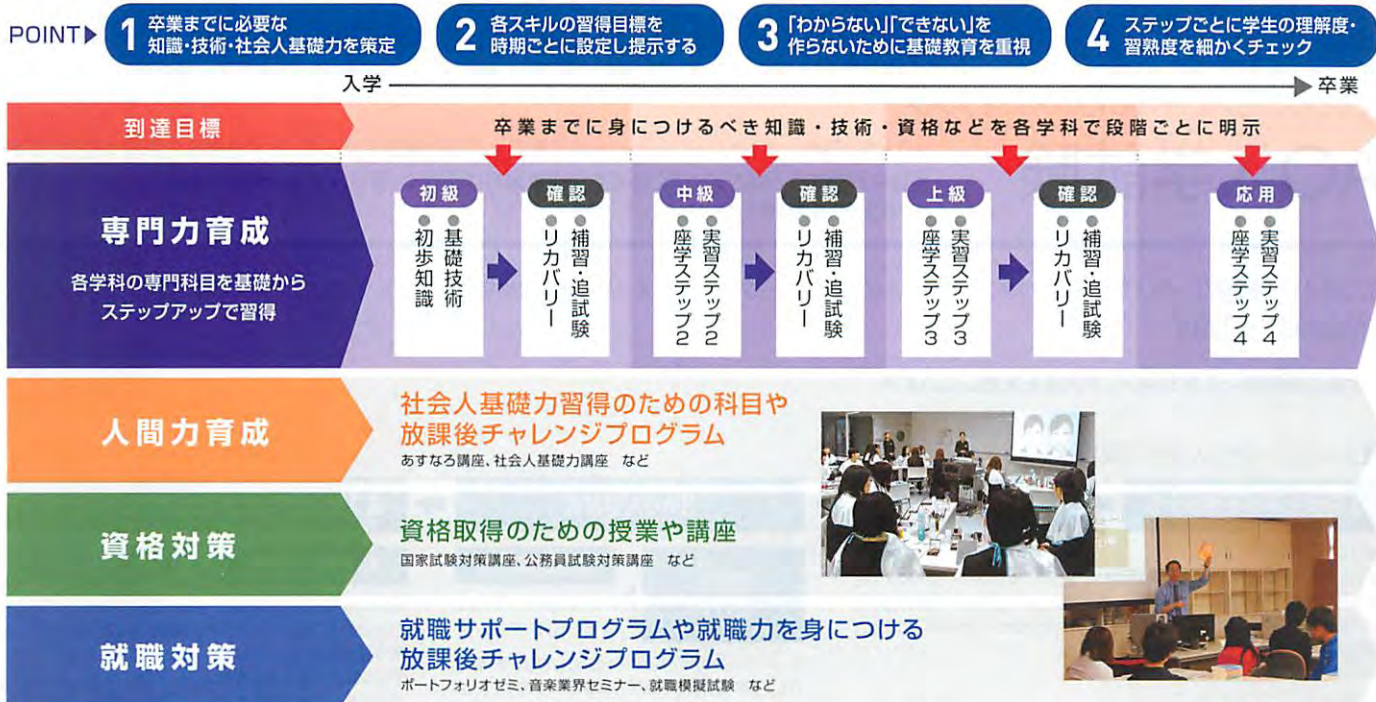 POINT▶
1 卒業までに必要な
知識・技術・社会人基礎力を策定
2 各スキルの習得目標を
時期ごとに設定し提示する
3 「わからない」「できない」を
作らないために基礎教育を重視
4 ステップごとに学生の理解度・
習熟度を細かくチェック
入学
卒業
到達目標
卒業までに身につけるべき知識・技術・資格などを各学科で段階ごとに明示
専門力育成
各学科の専門科目を基礎から
ステップアップで習得
初級
●基礎技術
●初歩知識
確認
●補習・追試験
●リカバリー
中級
●実習ステップ2
●座学ステップ2
確認
●補習・追試験
●リカバリー
上級
●実習ステップ3
●座学ステップ3
確認
●補習・追試験
●リカバリー
応用
●実習ステップ4
●座学ステップ4
人間力育成
社会人基礎力習得のための科目や
放課後チャレンジプログラム
あすなろ講座、社会人基礎力講座 など
資格対策
資格取得のための授業や講座
国家試験対策講座、公務員試験対策講座 など
就職対策
就職サポートプログラムや就職力を身につける
放課後チャレンジプログラム
ポートフォリオゼミ、音楽業界セミナー、就職模擬試験 など